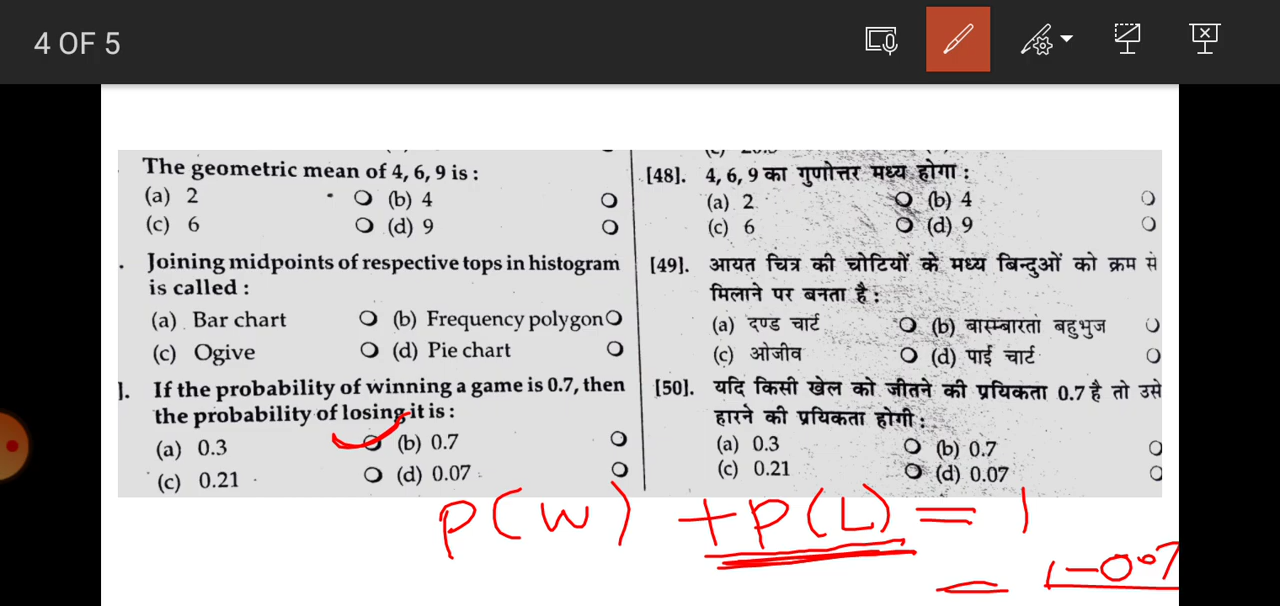 4 OF 5
The geometric mean of 4, 6, 9 is :
(a) 2 (b) 4
(c) 6 (d) 9
. Joining midpoints of respective tops in histogram
is called :
(a) Bar chart (b) Frequency polygon
(c) Ogive (d) Pie chart
]. If the probability of winning a game is 0.7, then
the probability of losing it is :
(a) 0.3 (b) 0.7
(c) 0.21 (d) 0.07
[48]. 4, 6, 9 का गुणोत्तर मध्य होगा :
(a) 2 (b) 4
(c) 6 (d) 9
[49]. आयत चित्र की चोटियों के मध्य बिन्दुओं को क्रम से
मिलाने पर बनता है :
(a) दण्ड चार्ट (b) बारम्बारता बहुभुज
(c) ओजीव (d) पाई चार्ट
[50]. यदि किसी खेल को जीतने की प्रयिकता 0.7 है तो उसे
हारने की प्रयिकता होगी :
(a) 0.3 (b) 0.7
(c) 0.21 (d) 0.07
P(W) + P(L) = 1
= 1-0.7